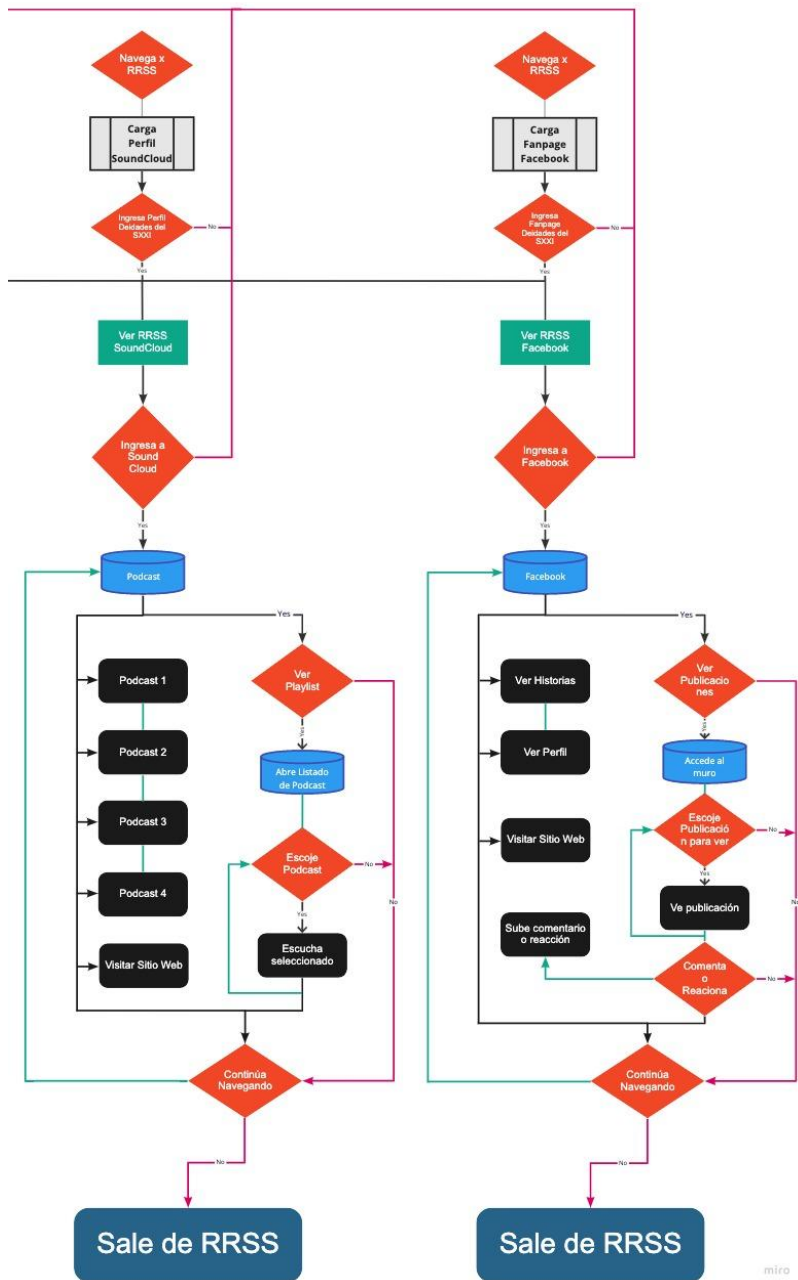 Navega x
RRSS
Carga
Perfil
SoundCloud
Ingresa Perfil
Deidades del
SXXI
No
Yes
Ver RRSS
SoundCloud
Ingresa a
Sound
Cloud
Yes
Podcast
Yes
Podcast 1
Podcast 2
Podcast 3
Podcast 4
Visitar Sitio Web
Ver
Playlist
Yes
Abre Listado
de Podcast
Escoje
Podcast
No
No
Yes
Escucha
seleccionado
Continúa
Navegando
No
Sale de RRSS
Navega x
RRSS
Carga
Fanpage
Facebook
Ingresa
Fanpage
Deidades del
SXXI
No
Yes
Ver RRSS
Facebook
Ingresa a
Facebook
Yes
Facebook
Yes
Ver Historias
Ver Perfil
Visitar Sitio Web
Sube comentario
o reacción
Ver
Publicacio
nes
Yes
Accede al
muro
Escoje
Publicació
n para ver
No
Yes
No
Ve publicación
Comenta
o
Reaciona
No
Continúa
Navegando
No
Sale de RRSS
miro